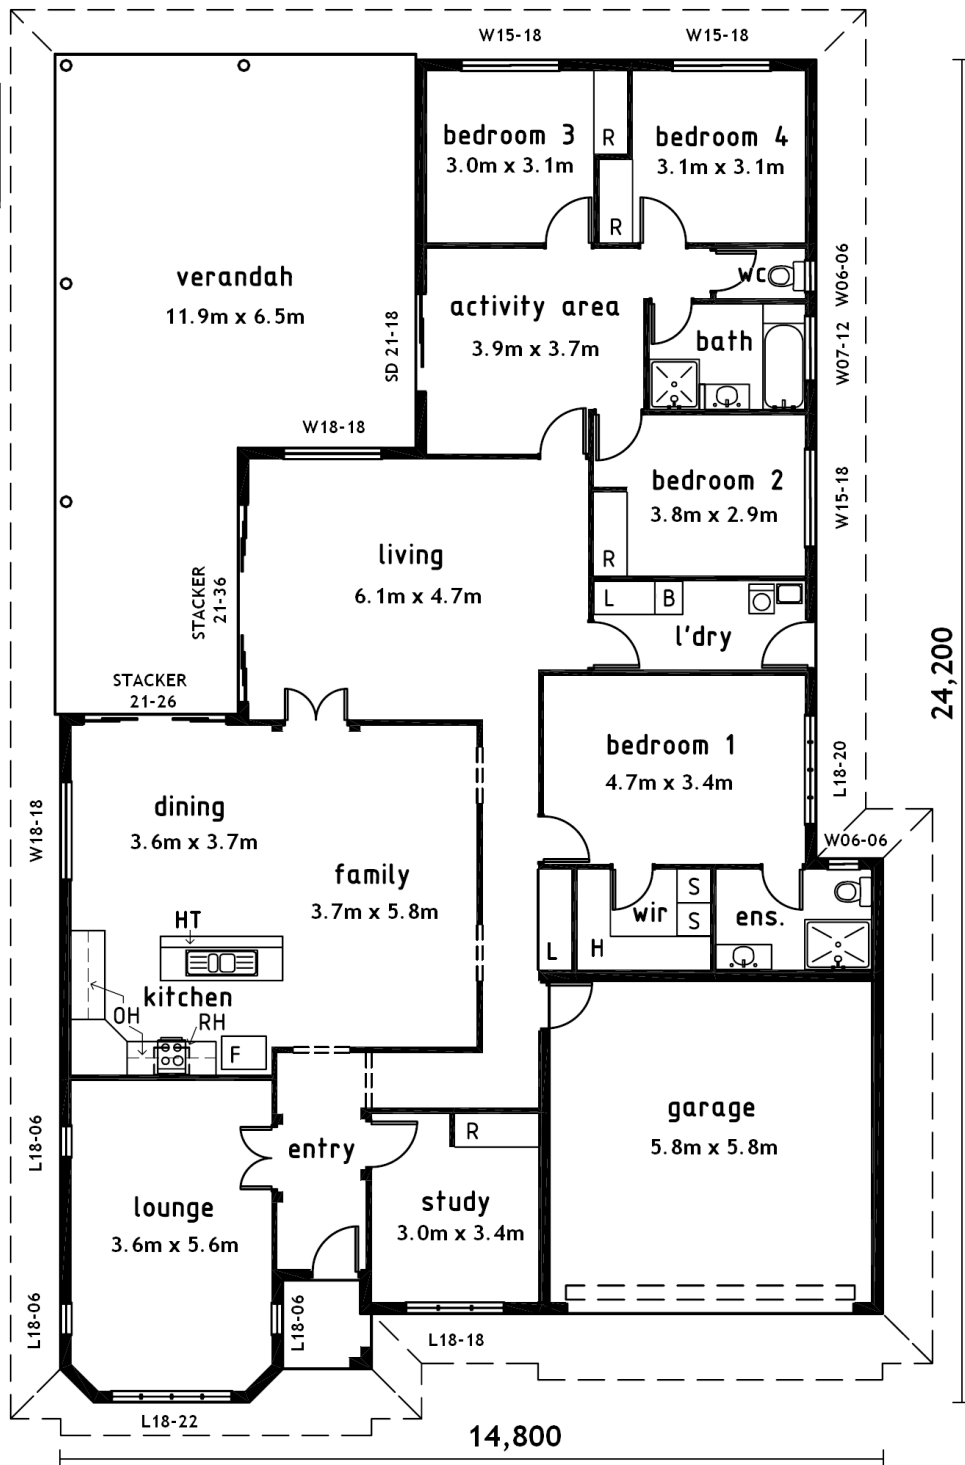 W15-18
W15-18
bedroom 3
3.0m x 3.1m
R
bedroom 4
3.1m x 3.1m
R
verandah
11.9m x 6.5m
wc
W06-06
activity area
3.9m x 3.7m
SD 21-18
bath
W07-12
W18-18
bedroom 2
3.8m x 2.9m
W15-18
R
living
6.1m x 4.7m
STACKER
21-36
L
B
l'dry
STACKER
21-26
24,200
bedroom 1
4.7m x 3.4m
L18-20
W18-18
dining
3.6m x 3.7m
W06-06
family
3.7m x 5.8m
HT
L
H
wir
S
S
ens.
kitchen
OH
RH
F
L18-06
entry
R
garage
5.8m x 5.8m
lounge
3.6m x 5.6m
study
3.0m x 3.4m
L18-06
L18-06
L18-18
L18-22
14,800